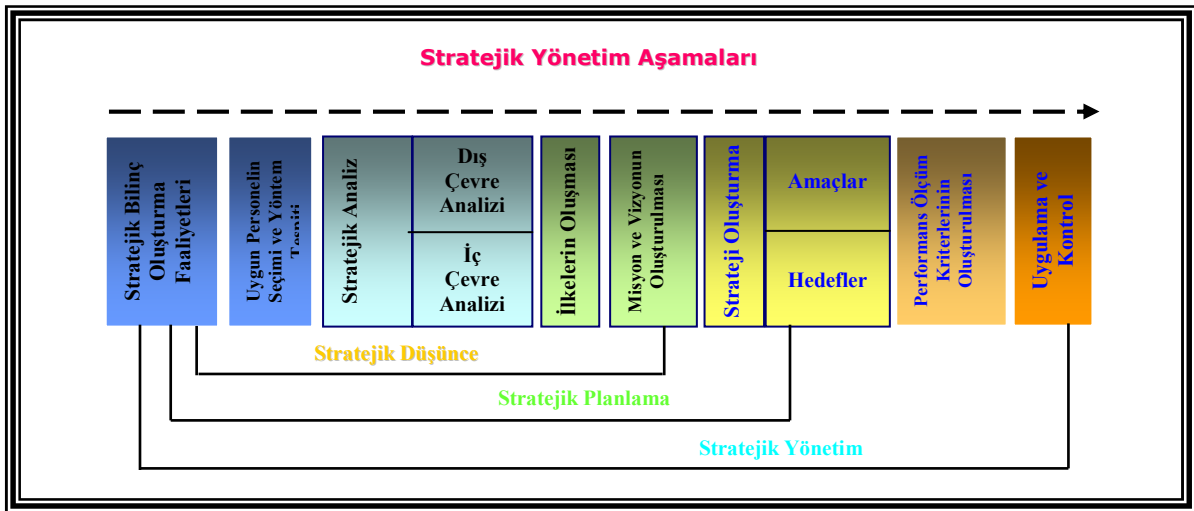 Stratejik Yönetim Aşamaları
Stratejik Bilinç
Oluşturma
Faaliyetleri
Uygun Personelin
Seçimi ve Yöntem
Stratejik Analiz
Dış
Çevre
Analizi
İç
Çevre
Analizi
İlkelerin Oluşması
Misyon ve Vizyonun
Oluşturulması
Strateji Oluşturma
Amaçlar
Hedefler
Performans Ölçüm
Kriterlerinin
Oluşturulması
Uygulama ve
Kontrol
Stratejik Düşünce
Stratejik Planlama
Stratejik Yönetim